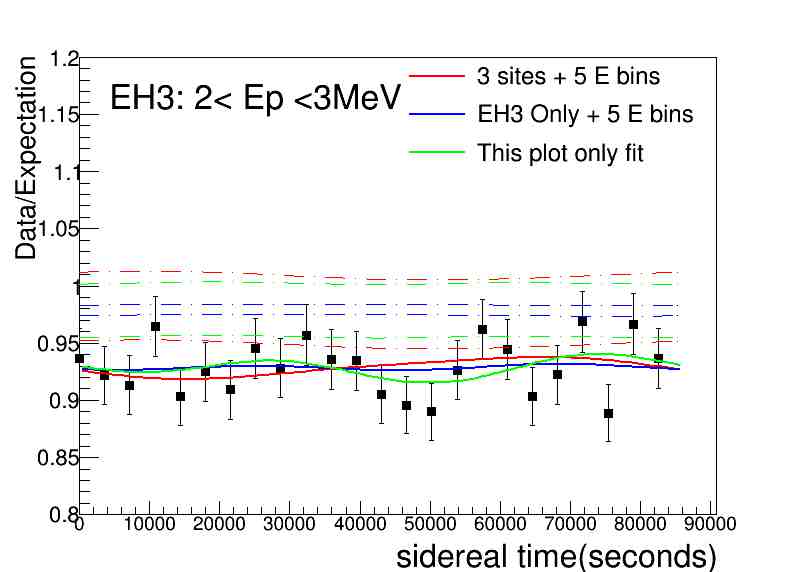 EH3: 2< Ep <3MeV
3 sites + 5 E bins
EH3 Only + 5 E bins
This plot only fit
Data/Expectation
1.2
1.15
1.1
1.05
1
0.95
0.9
0.85
0.8
0 10000 20000 30000 40000 50000 60000 70000 80000 90000
sidereal time(seconds)